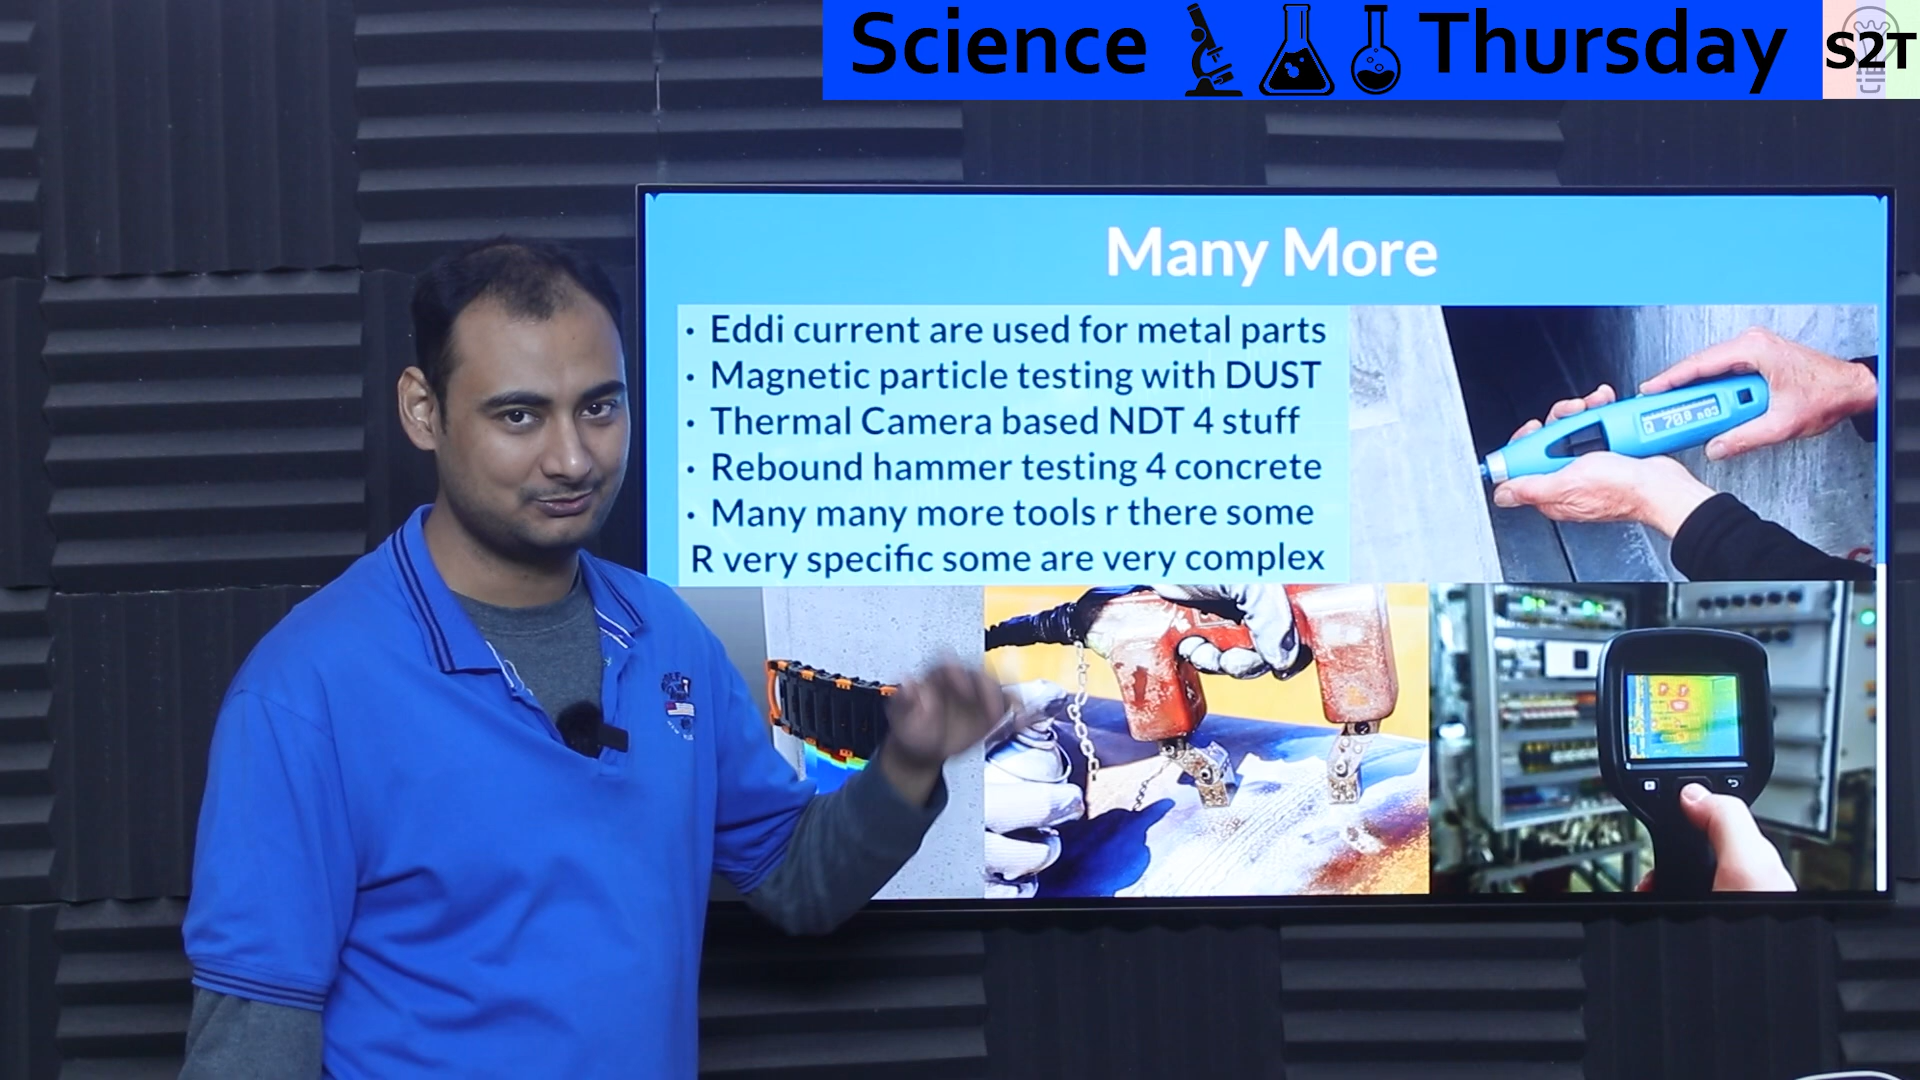 Science Thursday
S2T
Many More
• Eddi current are used for metal parts
• Magnetic particle testing with DUST
• Thermal Camera based NDT 4 stuff
• Rebound hammer testing 4 concrete
• Many many more tools r there some
R very specific some are very complex